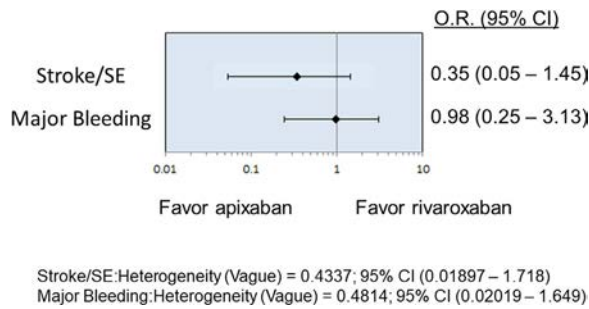 O.R. (95% CI)
Stroke/SE 0.35 (0.05 – 1.45)
Major Bleeding 0.98 (0.25 – 3.13)
0.01 0.1 1 10
Favor apixaban Favor rivaroxaban
Stroke/SE:Heterogeneity (Vague) = 0.4337; 95% CI (0.01897 – 1.718)
Major Bleeding:Heterogeneity (Vague) = 0.4814; 95% CI (0.02019 – 1.649)